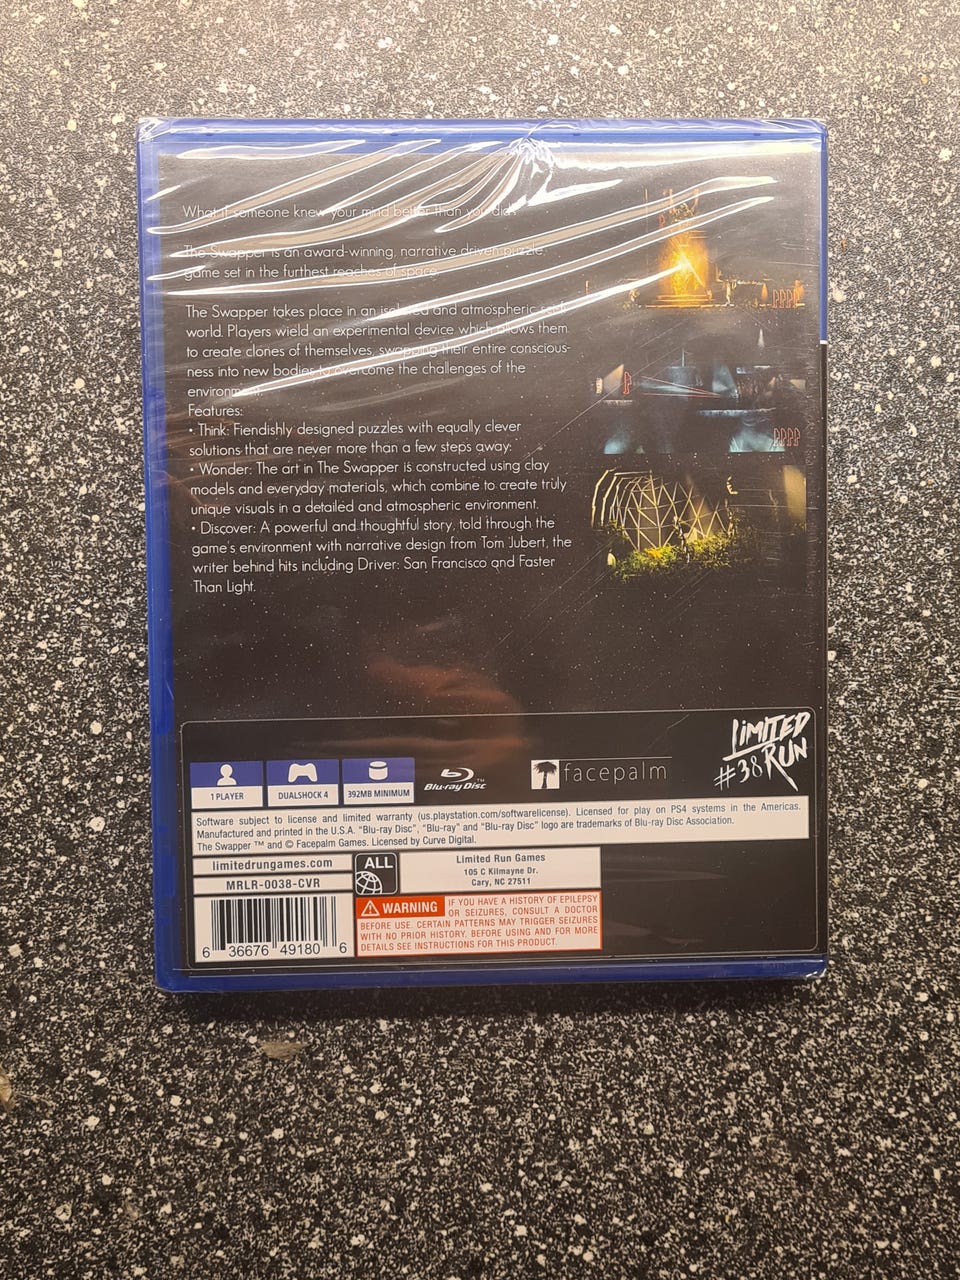 What if someone knew your mind better than you did?
The Swapper is an award-winning, narrative driven puzzle
game set in the furthest reaches of space.
The Swapper takes place in an isolated and atmospheric sci-fi
world. Players wield an experimental device which allows them
to create clones of themselves, swapping their entire conscious-
ness into new bodies to overcome the challenges of the
environment.
Features:
• Think: Fiendishly designed puzzles with equally clever
solutions that are never more than a few steps away.
• Wonder: The art in The Swapper is constructed using clay
models and everyday materials, which combine to create truly
unique visuals in a detailed and atmospheric environment.
• Discover: A powerful and thoughtful story, told through the
game's environment with narrative design from Tom Jubert, the
writer behind hits including Driver: San Francisco and Faster
Than Light.
LIMITED
RUN
#38
1 PLAYER
DUALSHOCK 4
392MB MINIMUM
Blu-ray Disc™
facepalm
Software subject to license and limited warranty (us.playstation.com/softwarelicense). Licensed for play on PS4 systems in the Americas.
Manufactured and printed in the U.S.A. "Blu-ray Disc", "Blu-ray" and "Blu-ray Disc" logo are trademarks of Blu-ray Disc Association.
The Swapper ™ and © Facepalm Games. Licensed by Curve Digital.
limitedrungames.com
MRLR-0038-CVR
ALL
Limited Run Games
105 C Kilmayne Dr.
Cary, NC 27511
WARNING IF YOU HAVE A HISTORY OF EPILEPSY
OR SEIZURES, CONSULT A DOCTOR
BEFORE USE. CERTAIN PATTERNS MAY TRIGGER SEIZURES
WITH NO PRIOR HISTORY. BEFORE USING AND FOR MORE
DETAILS SEE INSTRUCTIONS FOR THIS PRODUCT.
6 36676 49180 6